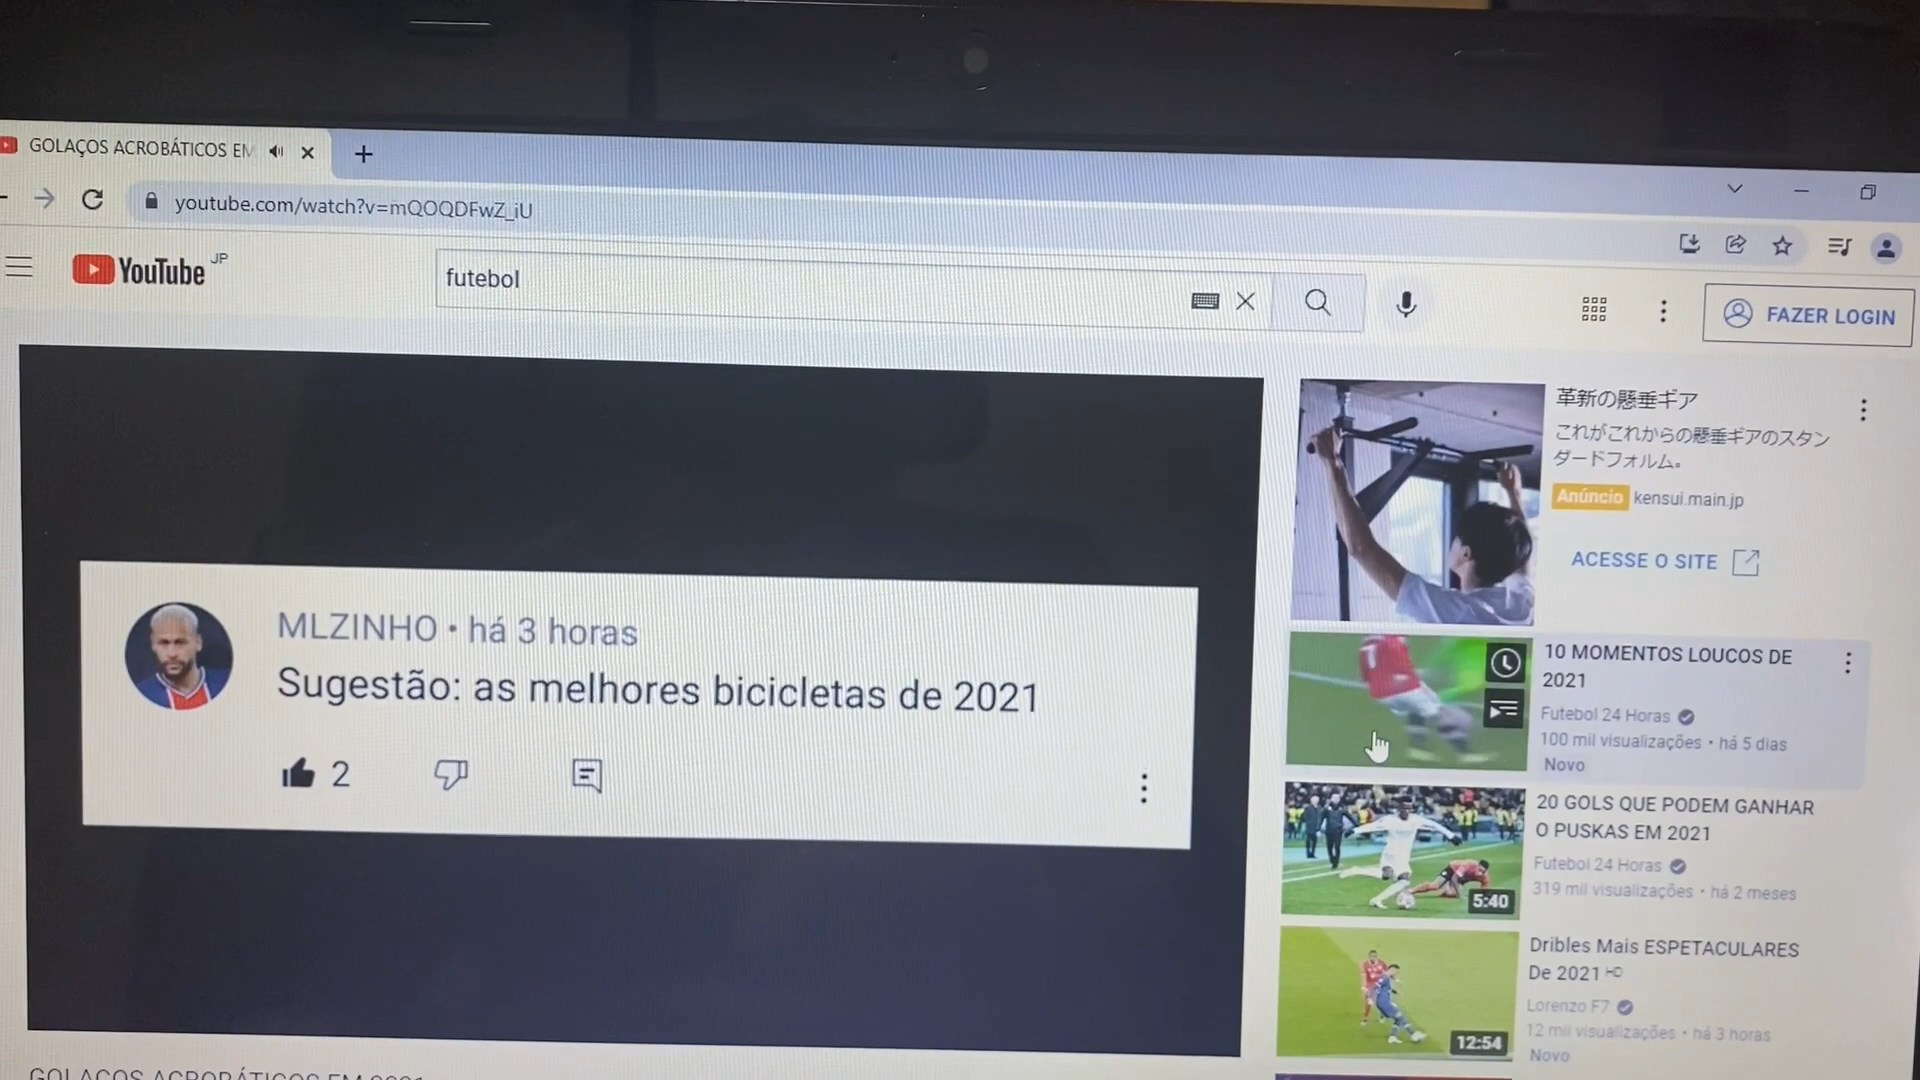 GOLAÇOS ACROBÁTICOS EM
youtube.com/watch?v=mQOQDFwZ_iU
YouTube JP
futebol
FAZER LOGIN
MLZINHO • há 3 horas
Sugestão: as melhores bicicletas de 2021
2
革新の懸垂ギア
これがこれからの懸垂ギアのスタン
ダードフォルム。
Anúncio kensui.main.jp
ACESSE O SITE
7
10 MOMENTOS LOUCOS DE
2021
Futebol 24 Horas
100 mil visualizações • há 5 dias
Novo
5:40
20 GOLS QUE PODEM GANHAR
O PUSKAS EM 2021
Futebol 24 Horas
319 mil visualizações • há 2 meses
12:54
Dribles Mais ESPETACULARES
De 2021 HD
Lorenzo F7
12 mil visualizações • há 3 horas
Novo
GOLAÇOS ACROBÁTICOS EM 2021